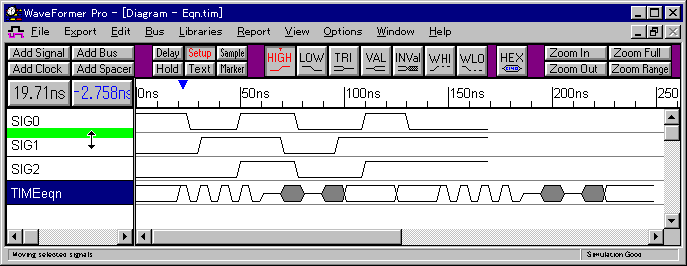 WaveFormer Pro - [Diagram - Eqn.tim]
File Export Edit Bus Libraries Report View Options Window Help
Add Signal Add Bus Delay Setup Sample HIGH LOW TRI VAL INVal WHI WLO HEX Zoom In Zoom Full
Add Clock Add Spacer Hold Text Marker Zoom Out Zoom Range
19.71ns -2.758ns 0ns 50ns 100ns 150ns 200ns 250
SIG0
SIG1
SIG2
TIMEeqn
Moving selected signals Simulation Good